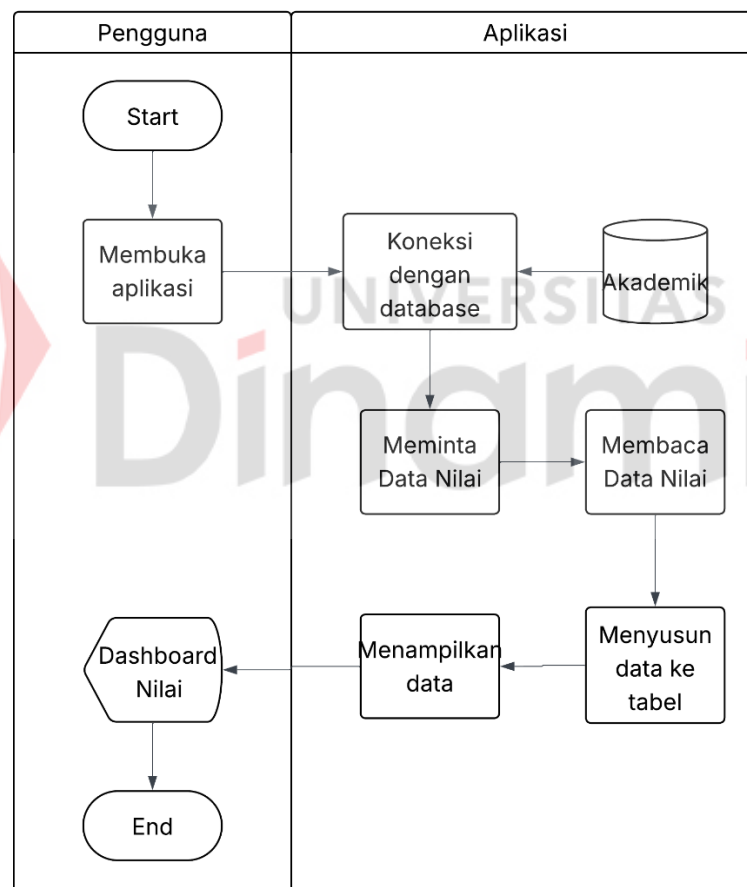 Pengguna
Aplikasi
Start
Membuka
aplikasi
Koneksi
dengan
database
Akademik
UNIVERSITAS
Dinami
Meminta
Data Nilai
Membaca
Data Nilai
Dashboard
Nilai
Menampilkan
data
Menyusun
data ke
tabel
End